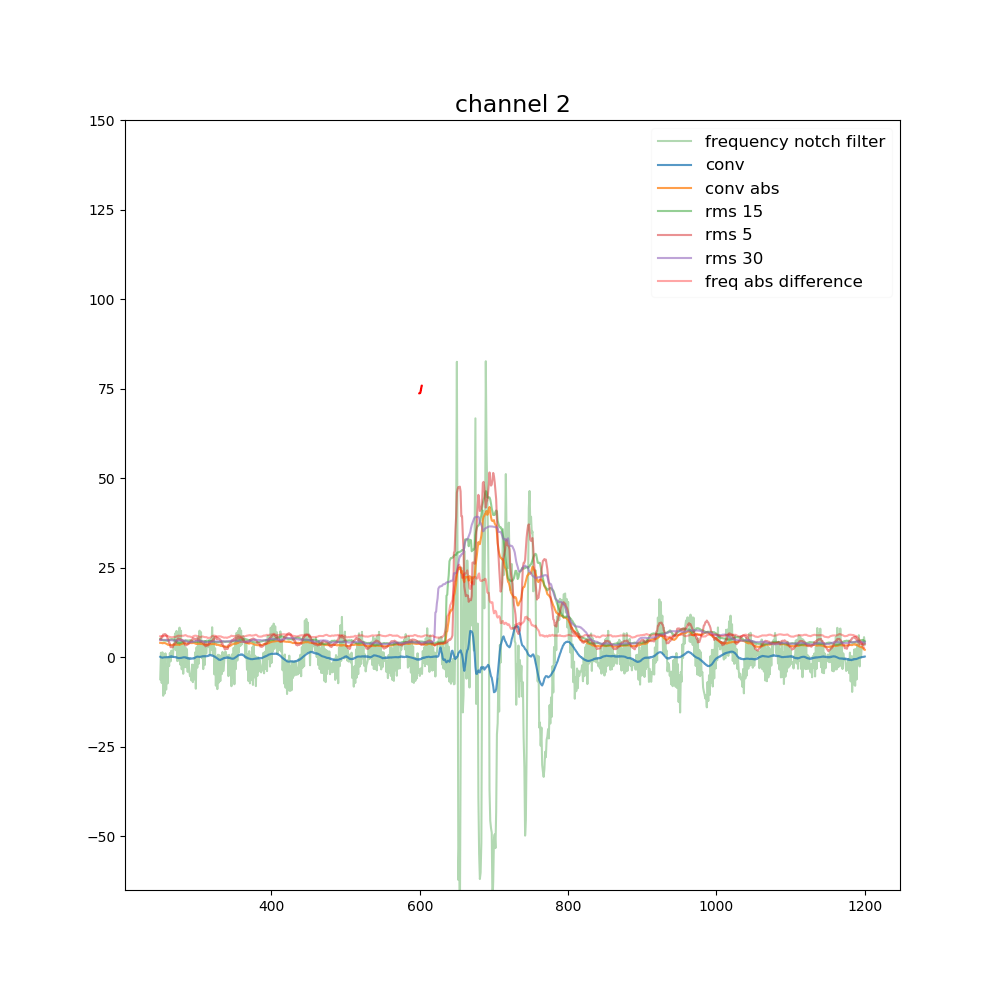 channel 2
150
125
100
75
50
25
0
−25
−50
400
600
800
1000
1200
frequency notch filter
conv
conv abs
rms 15
rms 5
rms 30
freq abs difference